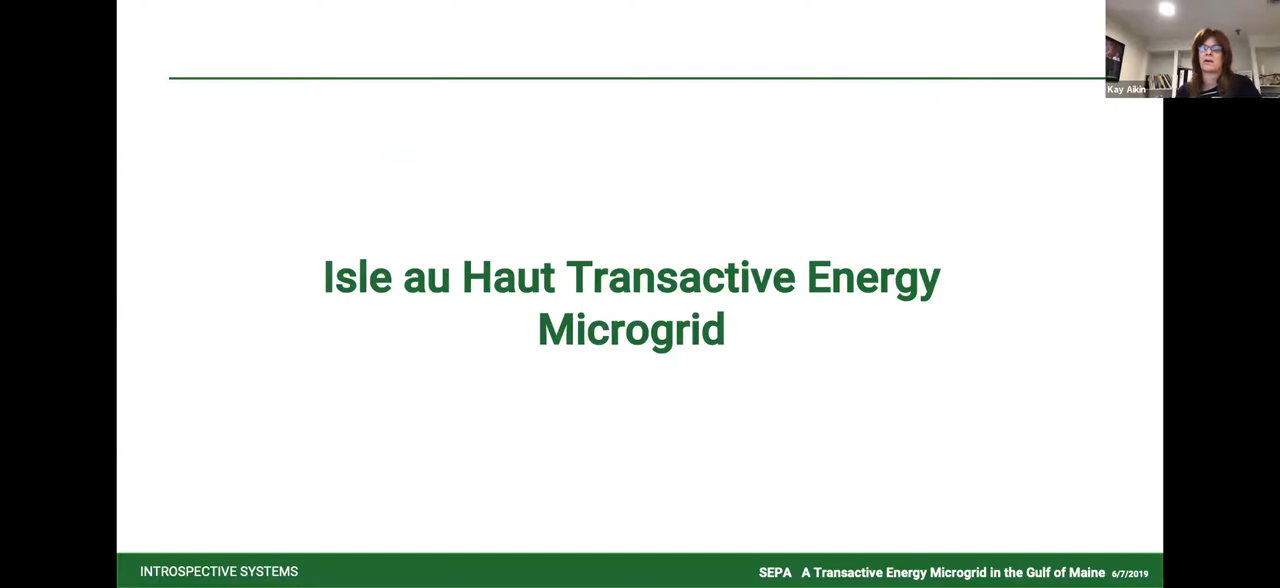 Kay Aikin
Isle au Haut Transactive Energy
Microgrid
INTROSPECTIVE SYSTEMS
SEPA A Transactive Energy Microgrid in the Gulf of Maine 6/7/2019